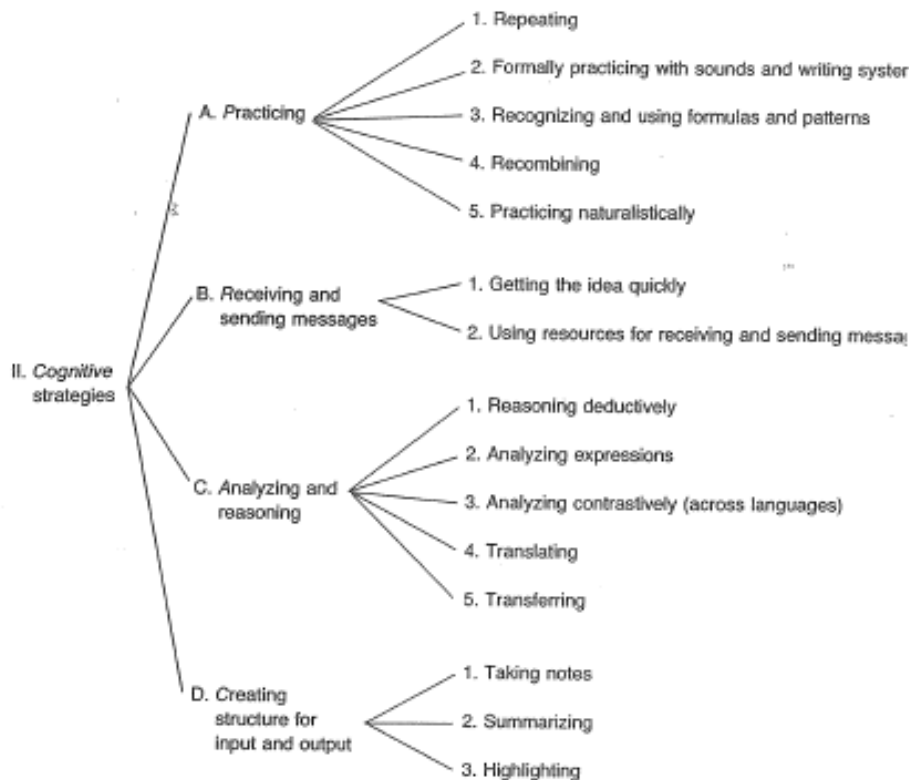 1. Repeating
2. Formally practicing with sounds and writing
A. Practicing
3. Recognizing and using formulas and patterns
4. Recombining
5. Practicing naturalistically
B. Receiving and
sending messages
1. Getting the idea quickly
2. Using resources for receiving and sending
II. Cognitive
strategies
1. Reasoning deductively
2. Analyzing expressions
C. Analyzing and
reasoning
3. Analyzing contrastively (across languages)
4. Translating
5. Transferring
D. Creating
structure for
input and output
1. Taking notes
2. Summarizing
3. Highlighting